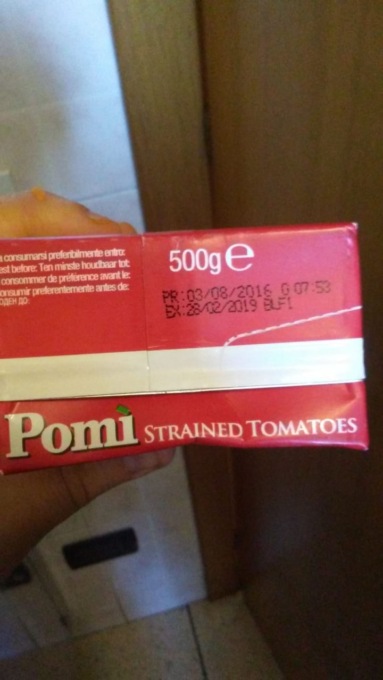 a consumarsi preferibilmente entro:
est before: Ten minste houdbaar tot:
consommer de préférence avant le:
onsumir preferentemente antes de:
ОДЕН ДО:
500g e
PR:03/08/2016 G 07:53
EX:28/02/2019 BLF1
Pomì STRAINED TOMATOES